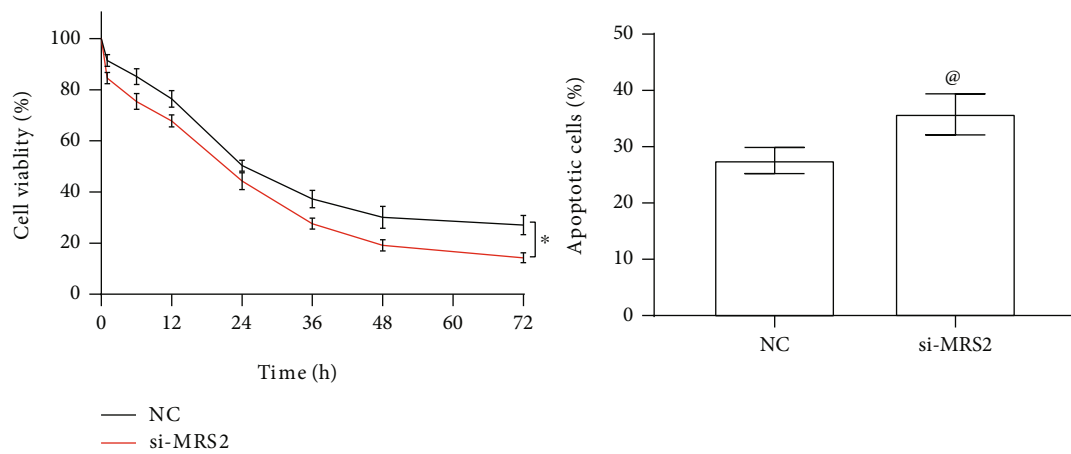 Cell viablity (%)
100
80
60
40
20
0
*
0 12 24 36 48 60 72
Time (h)
NC
si-MRS2
Apoptotic cells (%)
50
40
30
20
10
0
@
NC si-MRS2